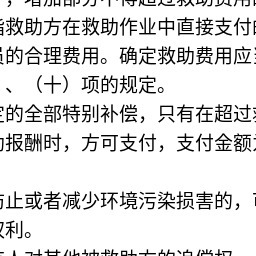 ，增加部分不得超过救助费用的
指救助方在救助作业中直接支付的
员的合理费用。确定救助费用应当
、（十）项的规定。
定的全部特别补偿，只有在超过救
助报酬时，方可支付，支付金额为
防止或者减少环境污染损害的，可
权利。
人对其他被救助方的追偿权